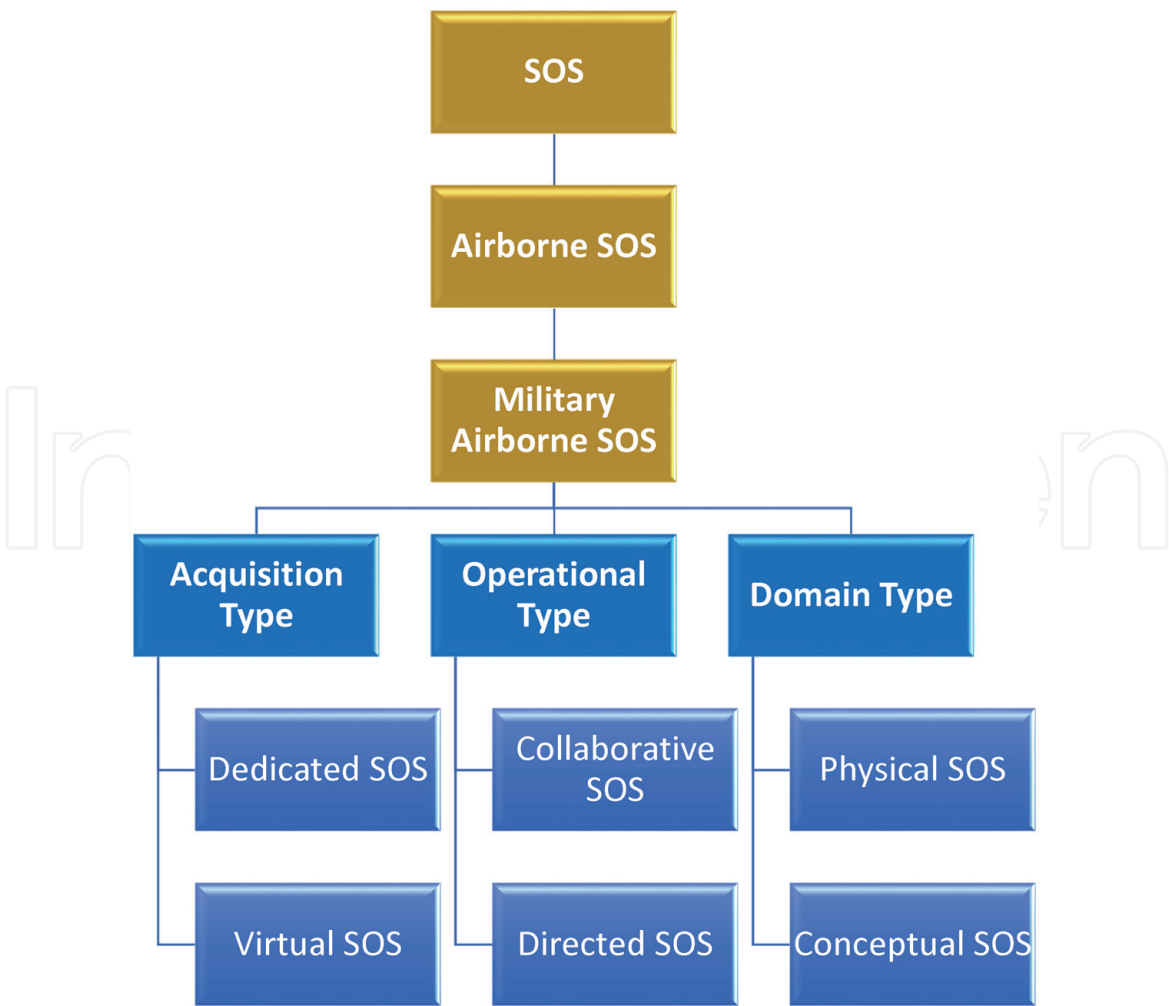 SOS
Airborne SOS
Military
Airborne SOS
Acquisition
Type
Operational
Type
Domain Type
Dedicated SOS
Collaborative
SOS
Physical SOS
Virtual SOS
Directed SOS
Conceptual SOS